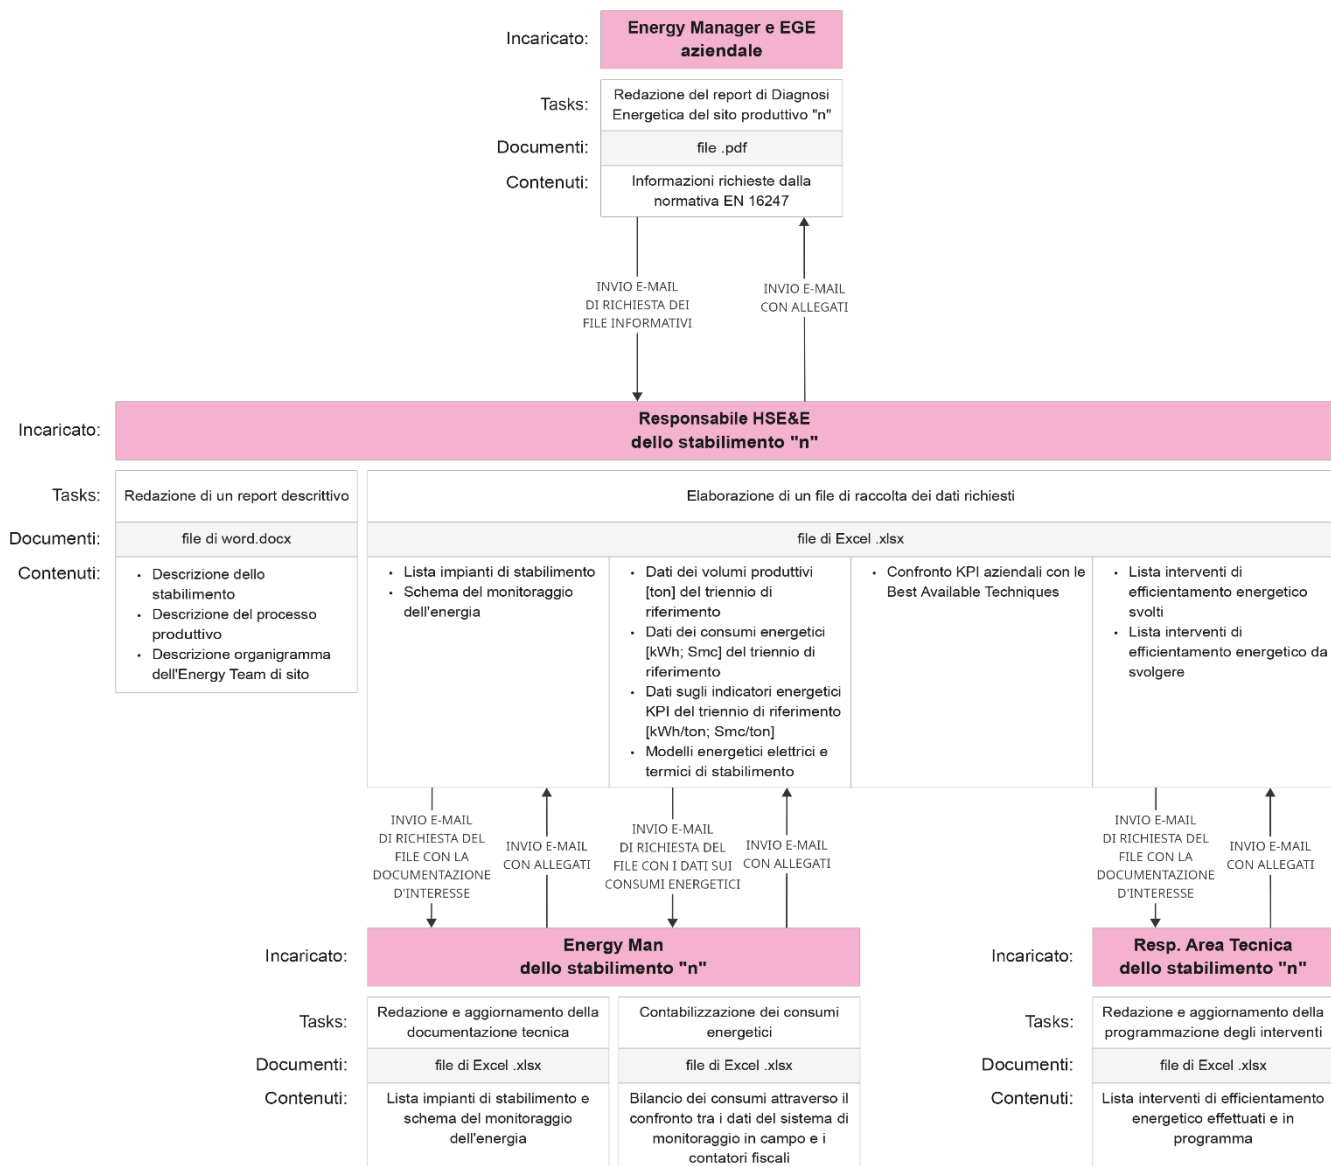 Incaricato:
Energy Manager e EGE
aziendale
Tasks:
Redazione del report di Diagnosi
Energetica del sito produttivo "n"
Documenti:
file .pdf
Contenuti:
Informazioni richieste dalla
normativa EN 16247
INVIO E-MAIL
DI RICHIESTA DEI
FILE INFORMATIVI
INVIO E-MAIL
CON ALLEGATI
Incaricato:
Responsabile HSE&E
dello stabilimento "n"
Tasks:
Redazione di un report descrittivo
Elaborazione di un file di raccolta dei dati richiesti
Documenti:
file di word.docx
file di Excel .xlsx
Contenuti:
• Descrizione dello
stabilimento
• Descrizione del processo
produttivo
• Descrizione organigramma
dell'Energy Team di sito
• Lista impianti di stabilimento
• Schema del monitoraggio
dell'energia
• Dati dei volumi produttivi
[ton] del triennio di
riferimento
• Dati dei consumi energetici
[kWh; Smc] del triennio di
riferimento
• Dati sugli indicatori energetici
KPI del triennio di riferimento
[kWh/ton; Smc/ton]
• Modelli energetici elettrici e
termici di stabilimento
• Confronto KPI aziendali con le
Best Available Techniques
• Lista interventi di
efficientamento energetico
svolti
• Lista interventi di
efficientamento energetico da
svolgere
INVIO E-MAIL
DI RICHIESTA DEL
FILE CON LA
DOCUMENTAZIONE
D'INTERESSE
INVIO E-MAIL
CON ALLEGATI
INVIO E-MAIL
DI RICHIESTA DEL
FILE CON I DATI SUI
CONSUMI ENERGETICI
INVIO E-MAIL
CON ALLEGATI
INVIO E-MAIL
DI RICHIESTA DEL
FILE CON LA
DOCUMENTAZIONE
D'INTERESSE
INVIO E-MAIL
CON ALLEGATI
Incaricato:
Energy Man
dello stabilimento "n"
Tasks:
Redazione e aggiornamento della
documentazione tecnica
Contabilizzazione dei consumi
energetici
Documenti:
file di Excel .xlsx
file di Excel .xlsx
Contenuti:
Lista impianti di stabilimento e
schema del monitoraggio
dell'energia
Bilancio dei consumi attraverso il
confronto tra i dati del sistema di
monitoraggio in campo e i
contatori fiscali
Incaricato:
Resp. Area Tecnica
dello stabilimento "n"
Tasks:
Redazione e aggiornamento della
programmazione degli interventi
Documenti:
file di Excel .xlsx
Contenuti:
Lista interventi di efficientamento
energetico effettuati e in
programma